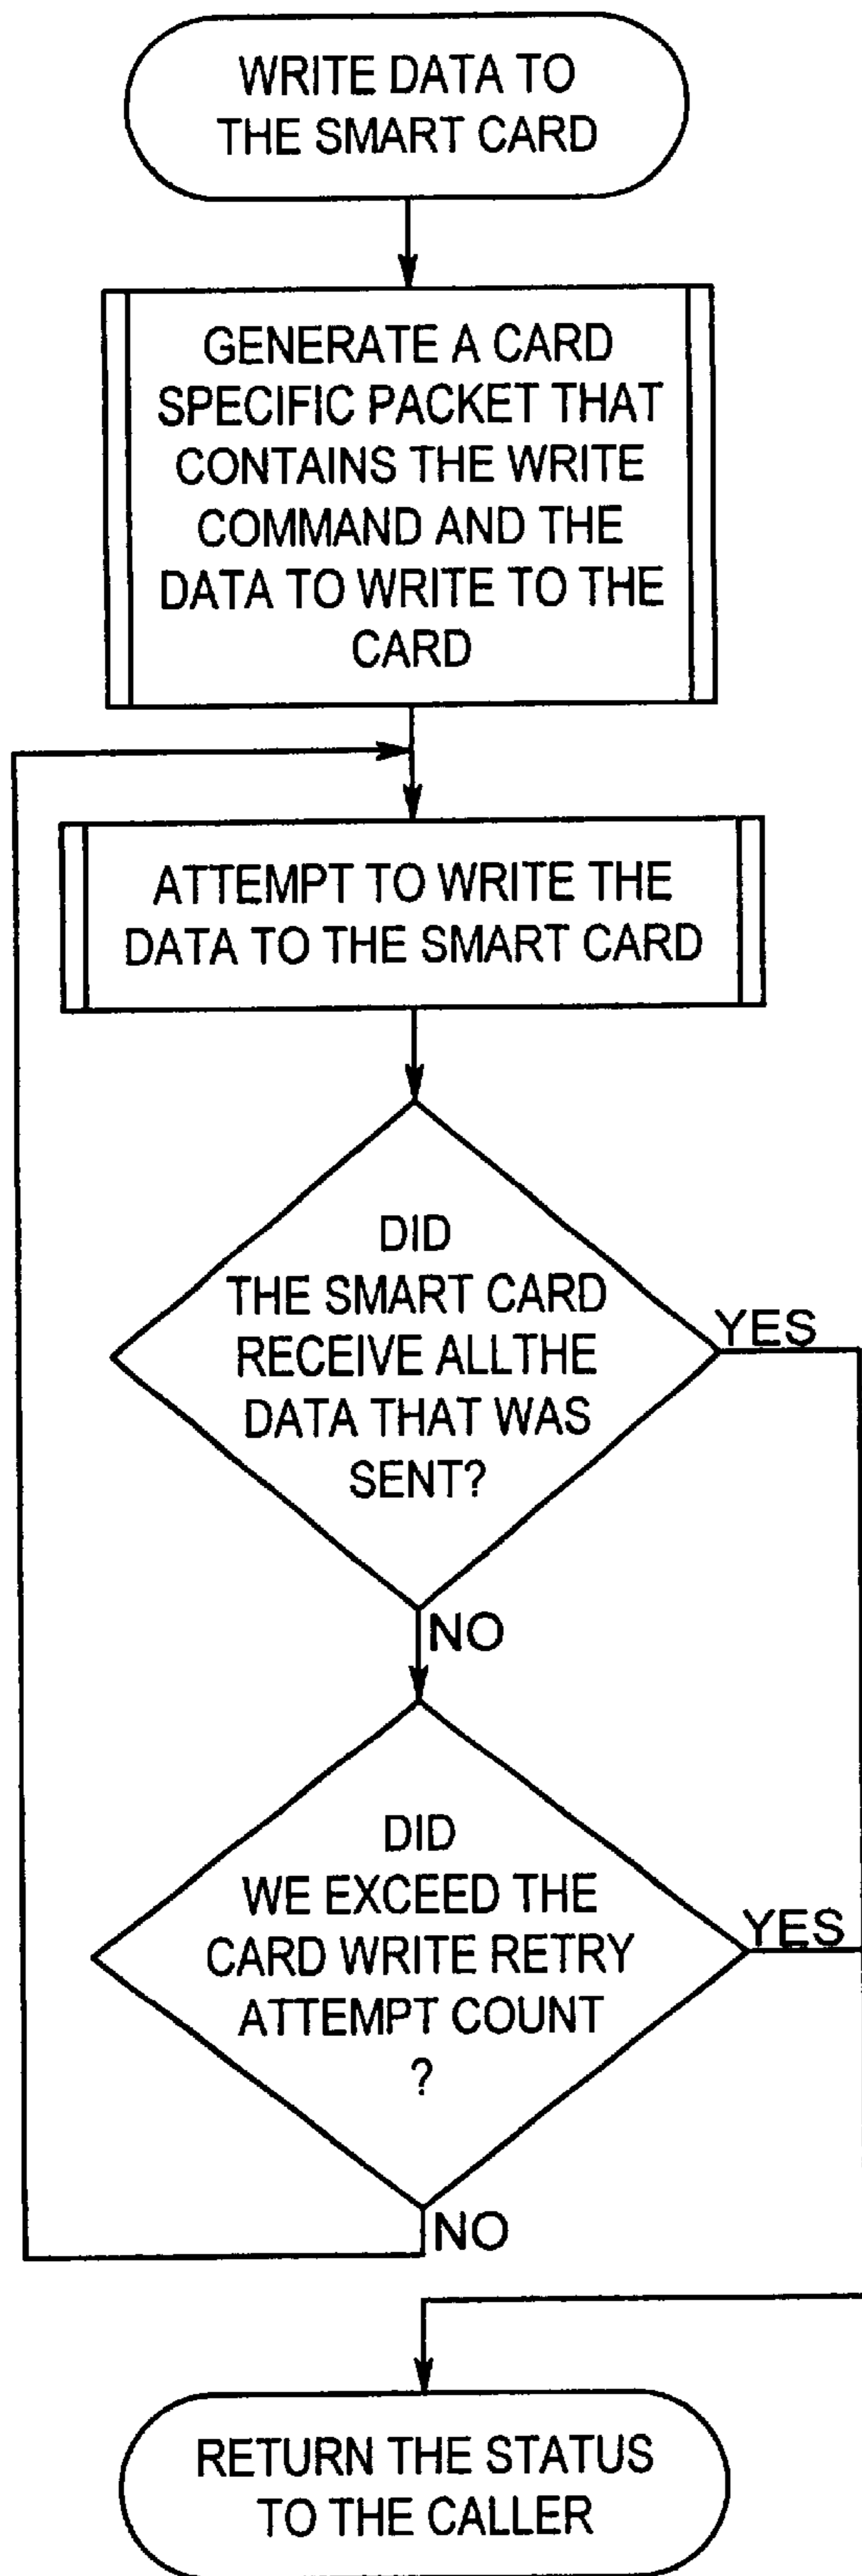 WRITE DATA TO
THE SMART CARD
GENERATE A CARD
SPECIFIC PACKET THAT
CONTAINS THE WRITE
COMMAND AND THE
DATA TO WRITE TO THE
CARD
ATTEMPT TO WRITE THE
DATA TO THE SMART CARD
DID
THE SMART CARD
RECEIVE ALLTHE
DATA THAT WAS
SENT?
YES
NO
DID
WE EXCEED THE
CARD WRITE RETRY
ATTEMPT COUNT
?
YES
NO
RETURN THE STATUS
TO THE CALLER